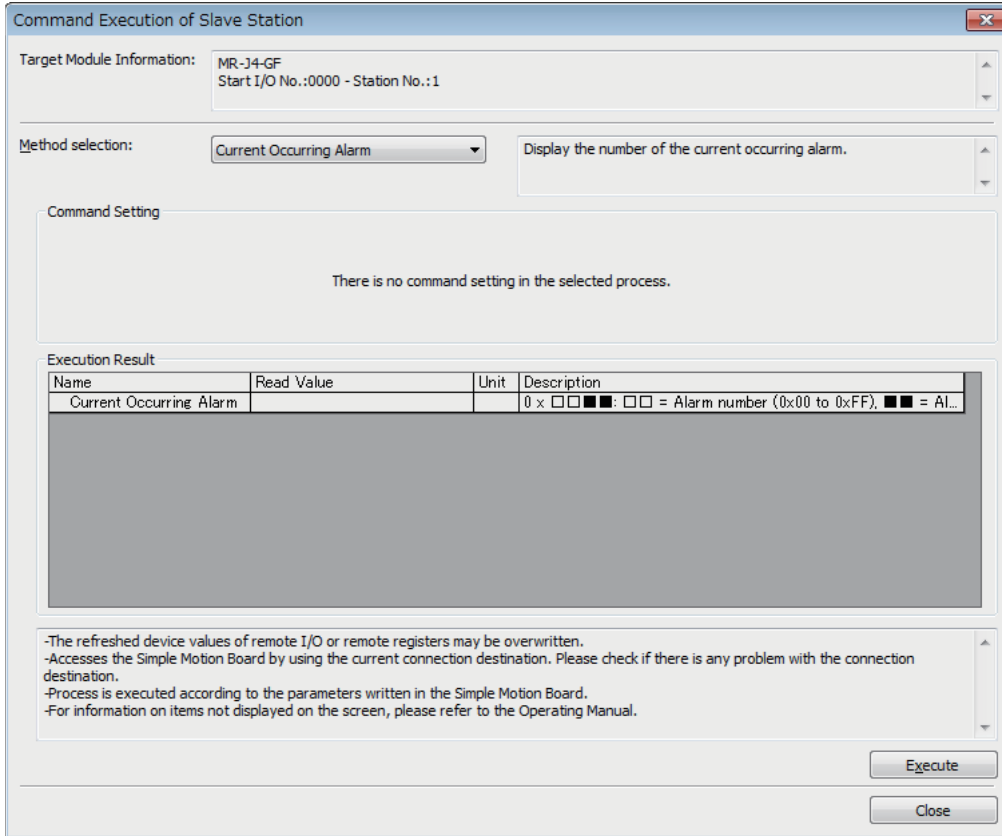 Command Execution of Slave Station
Target Module Information:
MR-J4-GF
Start I/O No.:0000 - Station No.:1
Method selection:
Current Occurring Alarm
Display the number of the current occurring alarm.
Command Setting
There is no command setting in the selected process.
Execution Result
Name Read Value Unit Description
Current Occurring Alarm 0 x □□■■: □□ = Alarm number (0x00 to 0xFF), ■■ = Al...
-The refreshed device values of remote I/O or remote registers may be overwritten.
-Accesses the Simple Motion Board by using the current connection destination. Please check if there is any problem with the connection
destination.
-Process is executed according to the parameters written in the Simple Motion Board.
-For information on items not displayed on the screen, please refer to the Operating Manual.
Execute
Close